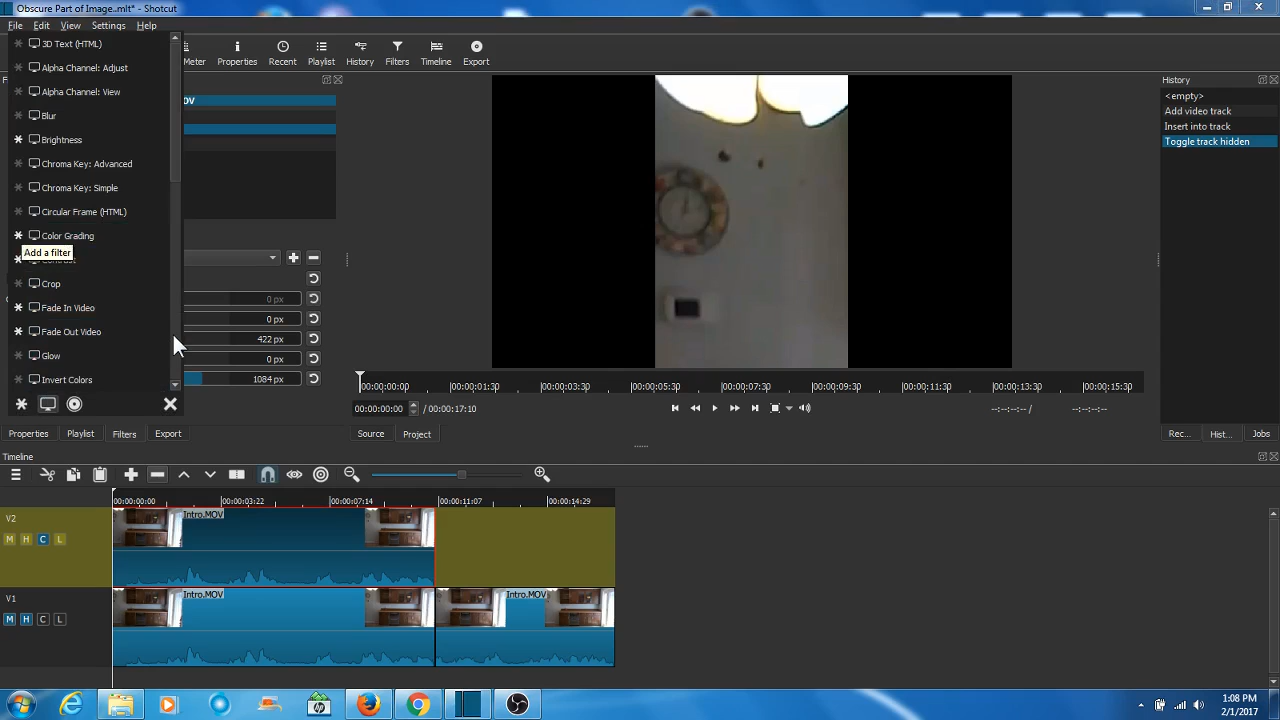 Obscure Part of Image..mlt* - Shotcut
File Edit View Settings Help
Meter Properties Recent Playlist History Filters Timeline Export
3D Text (HTML)
Alpha Channel: Adjust
Alpha Channel: View
Blur
Brightness
Chroma Key: Advanced
Chroma Key: Simple
Circular Frame (HTML)
Color Grading
Add a filter
Crop
Fade In Video
Fade Out Video
Glow
Invert Colors
OV
0 px
0 px
422 px
0 px
1084 px
History
<empty>
Add video track
Insert into track
Toggle track hidden
00:00:00:00 00:00:01:30 00:00:03:30 00:00:05:30 00:00:07:30 00:00:09:30 00:00:11:30 00:00:13:30 00:00:15:30
00:00:00:00 / 00:00:17:10 --:--:--:-- / --:--:--:--
Properties Playlist Filters Export Source Project Rec... Hist... Jobs
Timeline
00:00:00:00 00:00:03:22 00:00:07:14 00:00:11:07 00:00:14:29
V2
Intro.MOV
M H C L
V1
Intro.MOV Intro.MOV
M H C L
1:08 PM
2/1/2017